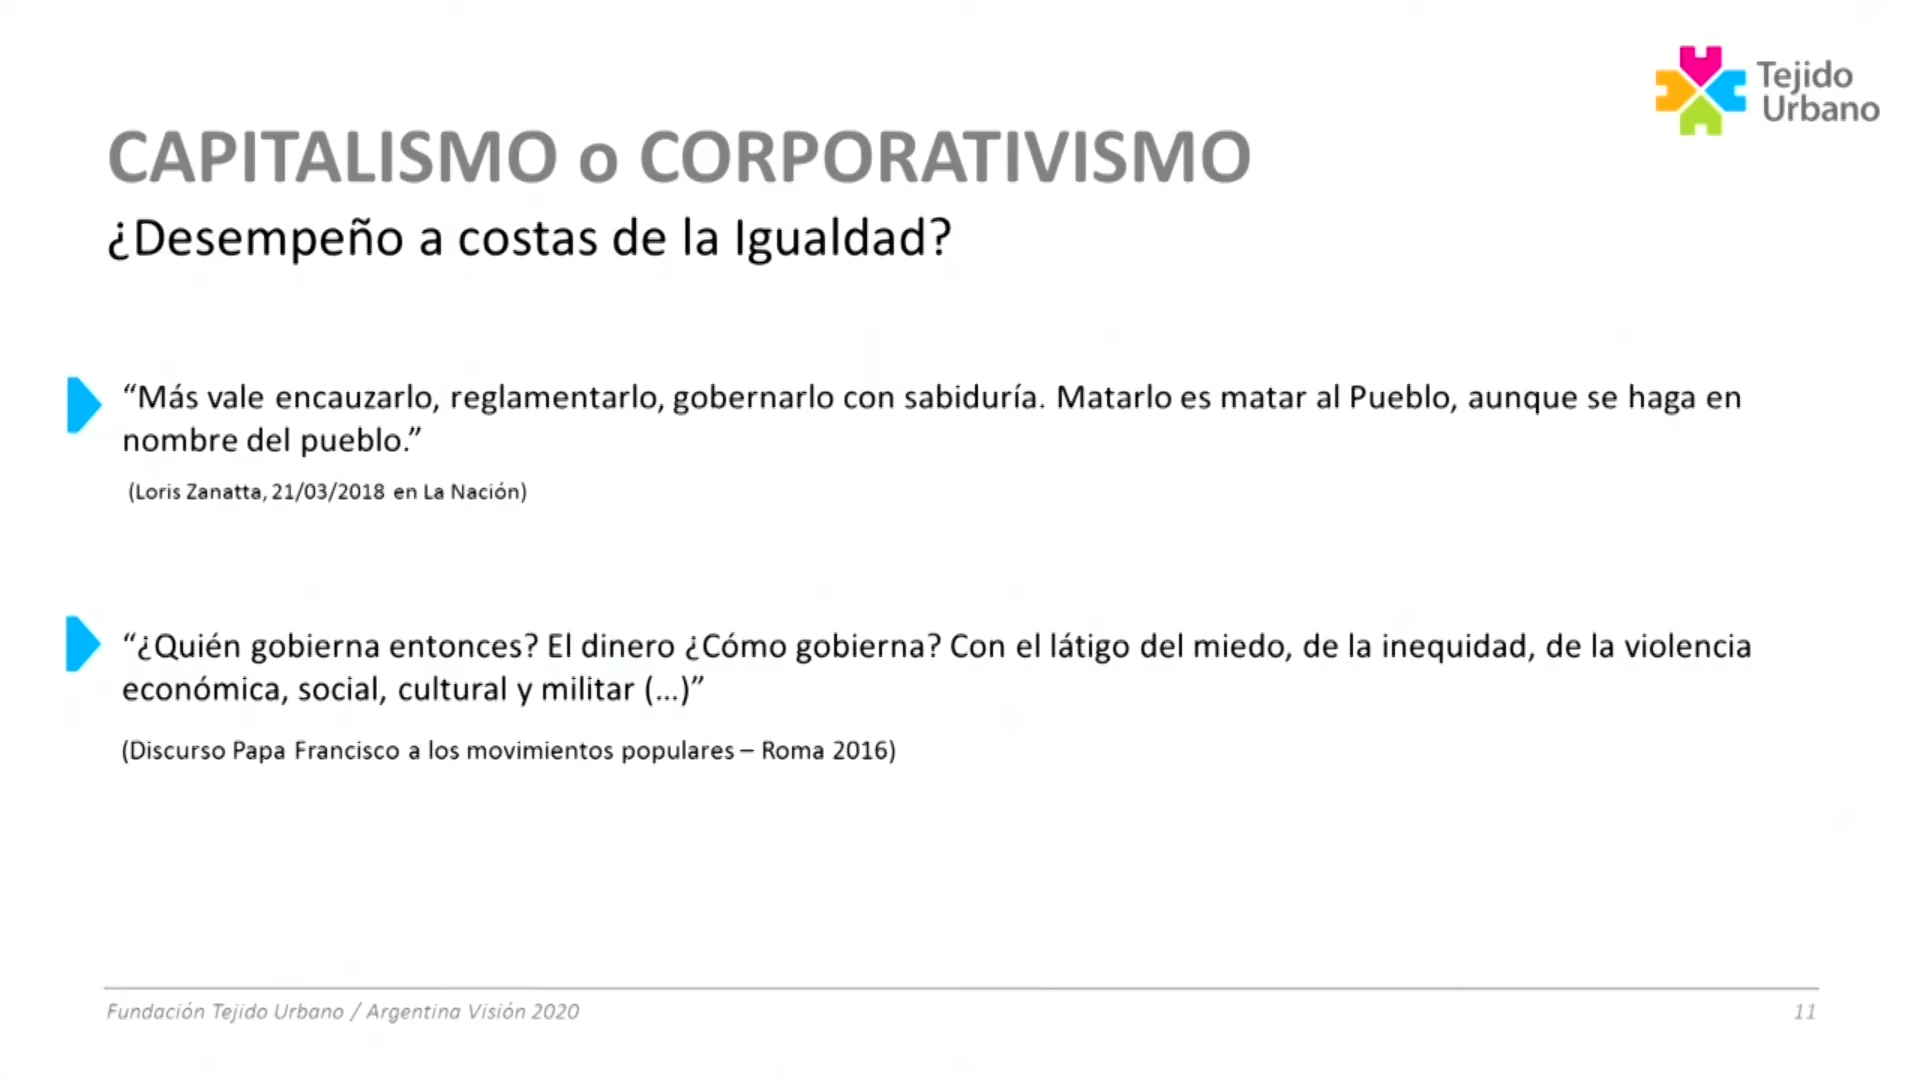 Tejido
Urbano
CAPITALISMO o CORPORATIVISMO
¿Desempeño a costas de la Igualdad?
“Más vale encauzarlo, reglamentarlo, gobernarlo con sabiduría. Matarlo es matar al Pueblo, aunque se haga en
nombre del pueblo.”
(Loris Zanatta, 21/03/2018 en La Nación)
“¿Quién gobierna entonces? El dinero ¿Cómo gobierna? Con el látigo del miedo, de la inequidad, de la violencia
económica, social, cultural y militar (...)”
(Discurso Papa Francisco a los movimientos populares – Roma 2016)
Fundación Tejido Urbano / Argentina Visión 2020
11